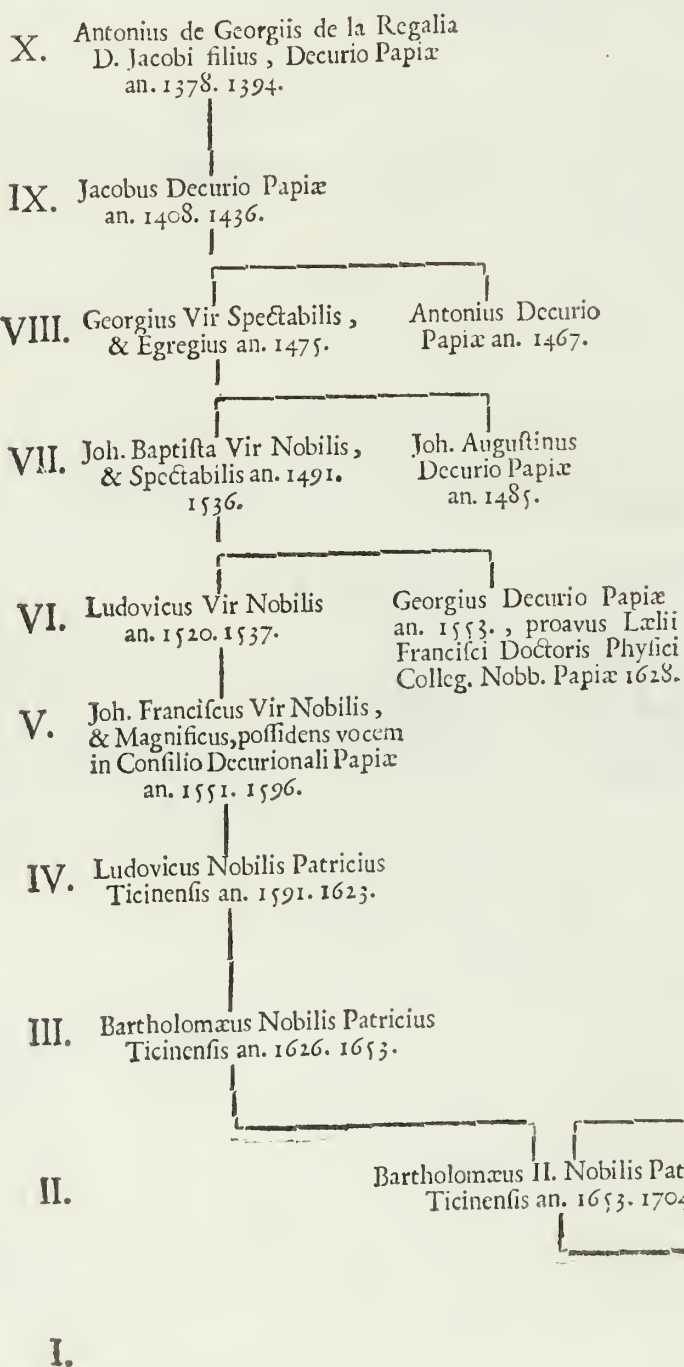 X. Antonius de Georgiis de la Regalia
D. Jacobi filius , Decurio Papiæ
an. 1378. 1394.
IX. Jacobus Decurio Papiæ
an. 1408. 1436.
VIII. Georgius Vir Spectabilis ,
& Egregius an. 1475.
Antonius Decurio
Papiæ an. 1467.
VII. Joh. Baptiſta Vir Nobilis ,
& Spectabilis an. 1491.
1536.
Joh. Auguſtinus
Decurio Papiæ
an. 1485.
VI. Ludovicus Vir Nobilis
an. 1520. 1537.
Georgius Decurio Papiæ
an. 1553. , proavus Lælii
Franciſci Doctoris Phyſici
Colleg. Nobb. Papiæ 1628.
V. Joh. Franciſcus Vir Nobilis ,
& Magnificus, poſſidens vocem
in Conſilio Decurionali Papiæ
an. 1551. 1596.
IV. Ludovicus Nobilis Patricius
Ticinenſis an. 1591. 1623.
III. Bartholomæus Nobilis Patricius
Ticinenſis an. 1626. 1653.
II. Bartholomæus II. Nobilis Pat
Ticinenſis an. 1653. 1704
I.